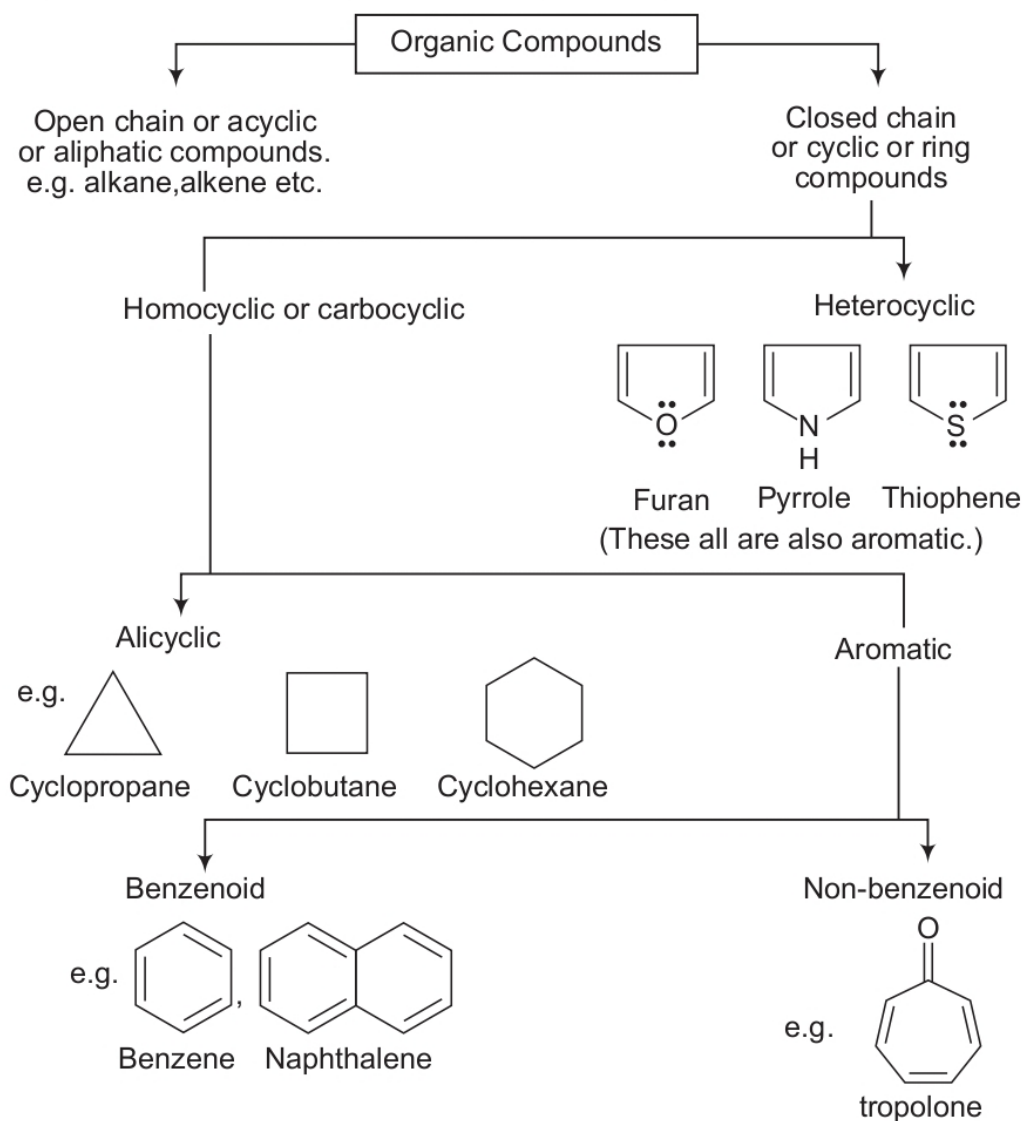 Organic Compounds
Open chain or acyclic
or aliphatic compounds.
e.g. alkane,alkene etc.
Closed chain
or cyclic or ring
compounds
Homocyclic or carbocyclic
Heterocyclic
O
N
H
S
Furan
Pyrrole
Thiophene
(These all are also aromatic.)
Alicyclic
Aromatic
e.g.
Cyclopropane
Cyclobutane
Cyclohexane
Benzenoid
Non-benzenoid
e.g.
,
Benzene
Naphthalene
O
e.g.
tropolone